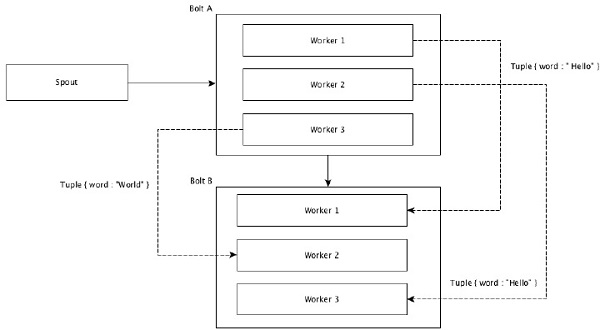 Bolt A
Worker 1
Tuple { word : " Hello" }
Spout
Worker 2
Worker 3
Tuple { word : "World" }
Bolt B
Worker 1
Worker 2
Tuple { word : "Hello" }
Worker 3